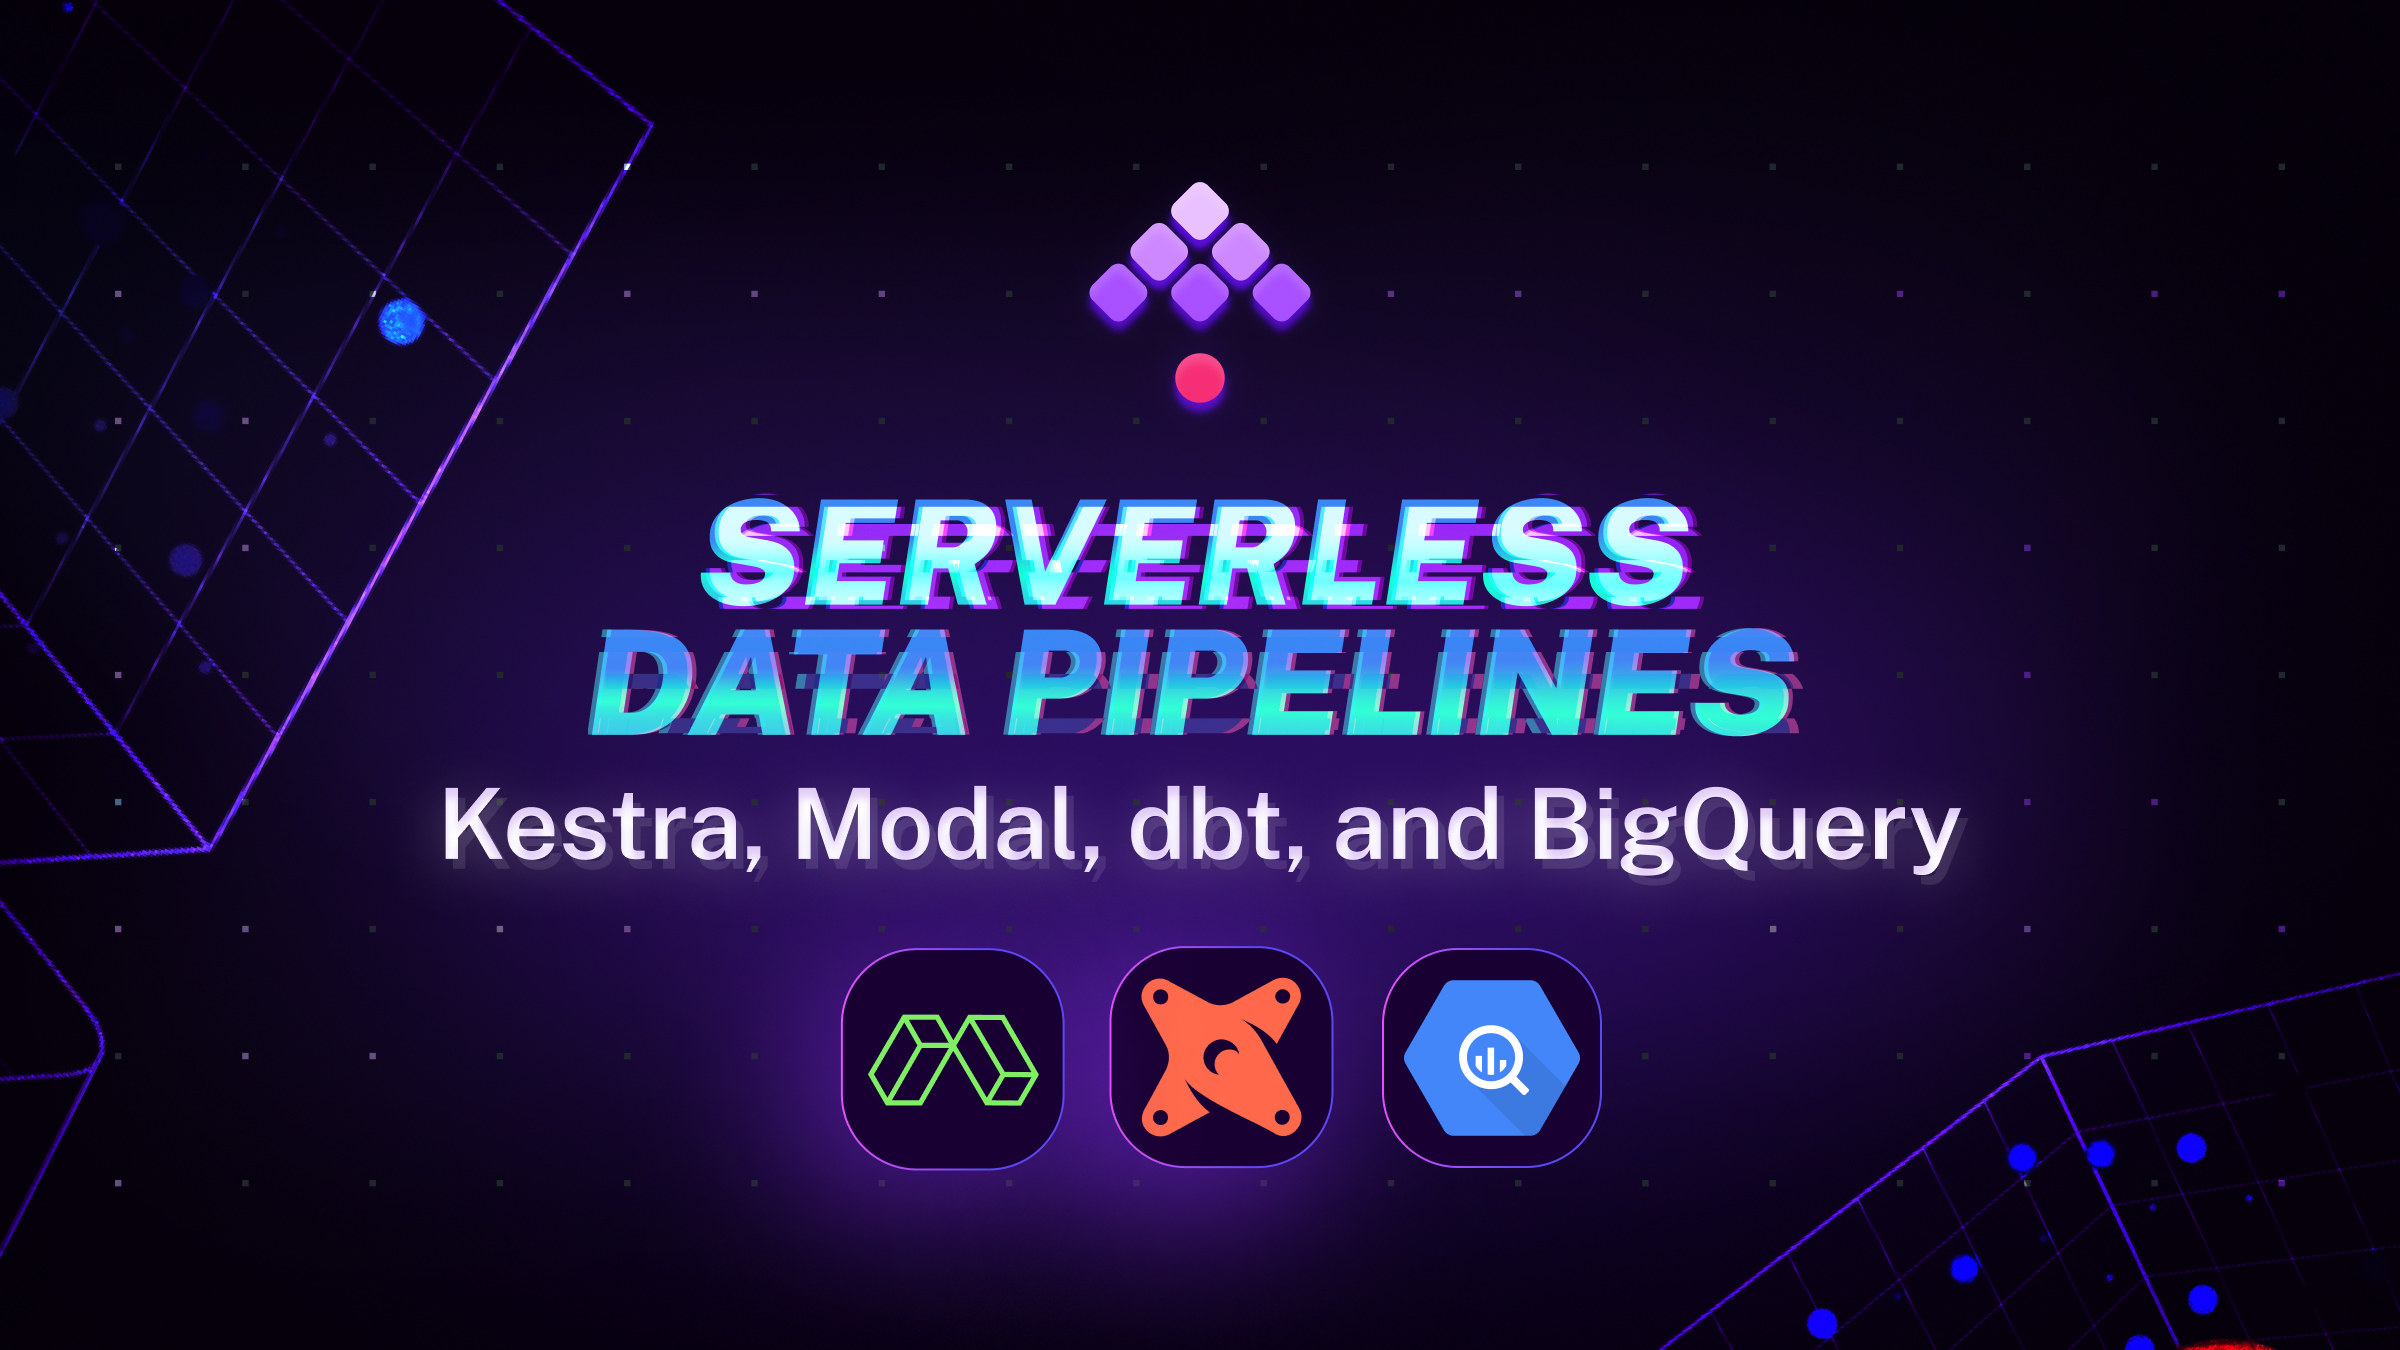 SERVERLESS
DATA PIPELINES
Kestra, Modal, dbt, and BigQuery